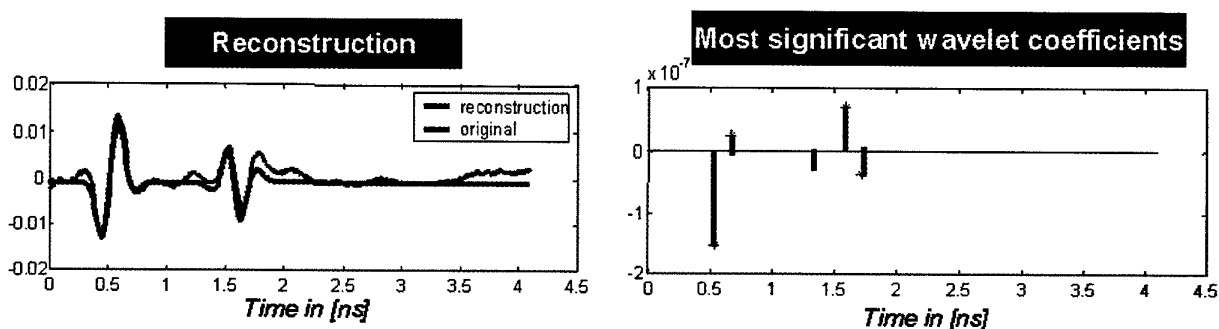 Reconstruction
0.02
0.01
0
-0.01
-0.02
reconstruction
original
0 0.5 1 1.5 2 2.5 3 3.5 4 4.5
Time in [ns]
Most significant wavelet coefficients
x 10-7
1
0
-1
-2
0 0.5 1 1.5 2 2.5 3 3.5 4 4.5
Time in [ns]